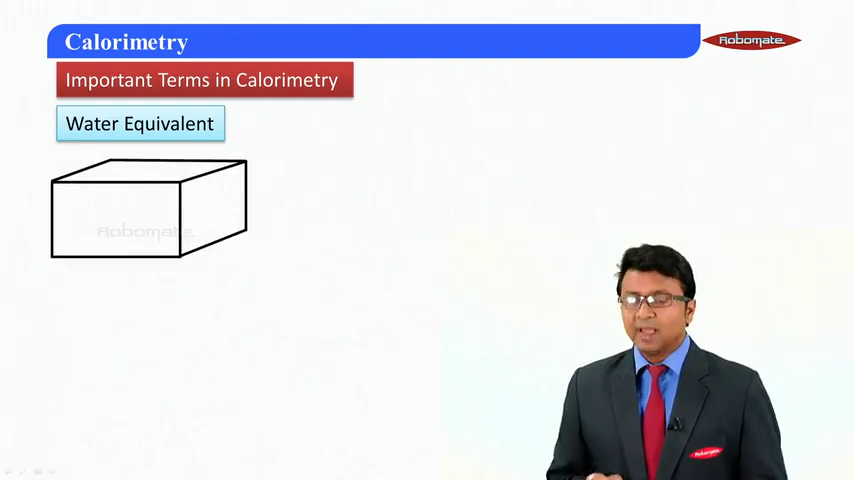 Calorimetry
Robomate
Important Terms in Calorimetry
Water Equivalent
Robomate
Robomate